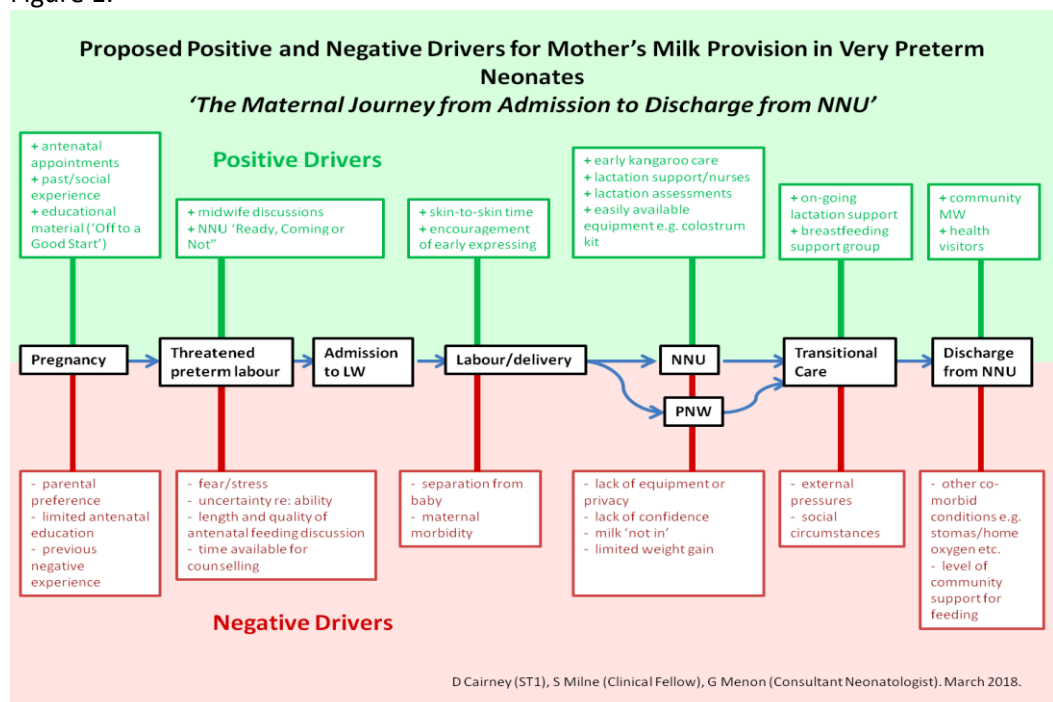 Proposed Positive and Negative Drivers for Mother's Milk Provision in Very Preterm
Neonates
'The Maternal Journey from Admission to Discharge from NNU'
Positive Drivers
+ antenatal
appointments
+ past/social
experience
+ educational
material ('Off to a
Good Start')
+ midwife discussions
+ NNU 'Ready, Coming or
Not"
+ skin-to-skin time
+ encouragement
of early expressing
+ early kangaroo care
+ lactation support/nurses
+ lactation assessments
+ easily available
equipment e.g. colostrum
kit
+ on-going
lactation support
+ breastfeeding
support group
+ community
MW
+ health
visitors
Pregnancy
Threatened
preterm labour
Admission
to LW
Labour/delivery
NNU
PNW
Transitional
Care
Discharge
from NNU
- parental
preference
- limited antenatal
education
- previous
negative
experience
- fear/stress
- uncertainty re: ability
- length and quality of
antenatal feeding discussion
- time available for
counselling
- separation from
baby
- maternal
morbidity
- lack of equipment or
privacy
- lack of confidence
- milk 'not in'
- limited weight gain
- external
pressures
- social
circumstances
- other co-
morbid
conditions e.g.
stomas/home
oxygen etc.
- level of
community
support for
feeding
Negative Drivers
D Cairney (ST1), S Milne (Clinical Fellow), G Menon (Consultant Neonatologist). March 2018.